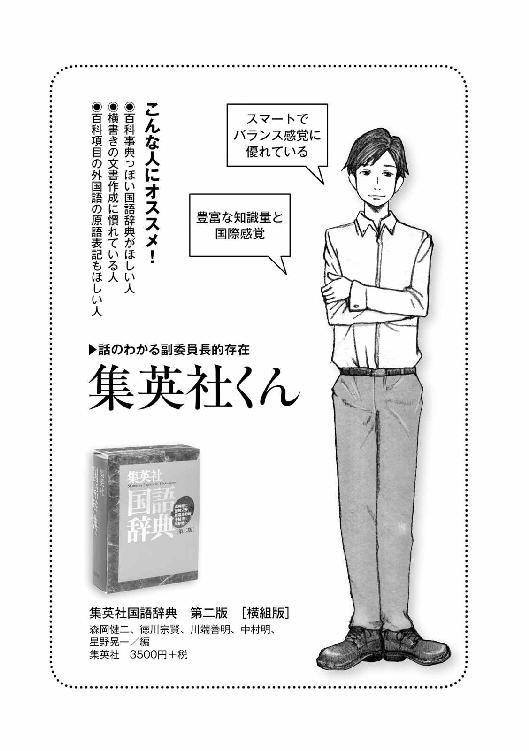 こんな人にオススメ！
◉百科事典っぽい国語辞典がほしい人
◉横書きの文書作成に慣れている人
◉百科項目の外国語の原語表記もほしい人
スマートで
バランス感覚に
優れている
豊富な知識量と
国際感覚
▶話のわかる副委員長的存在
集英社くん
集英社
国語
辞典
第二版
集英社国語辞典　第二版　［横組版］
森岡健二、徳川宗賢、川端善明、中村明、
星野晃一／編
集英社　3500円＋税